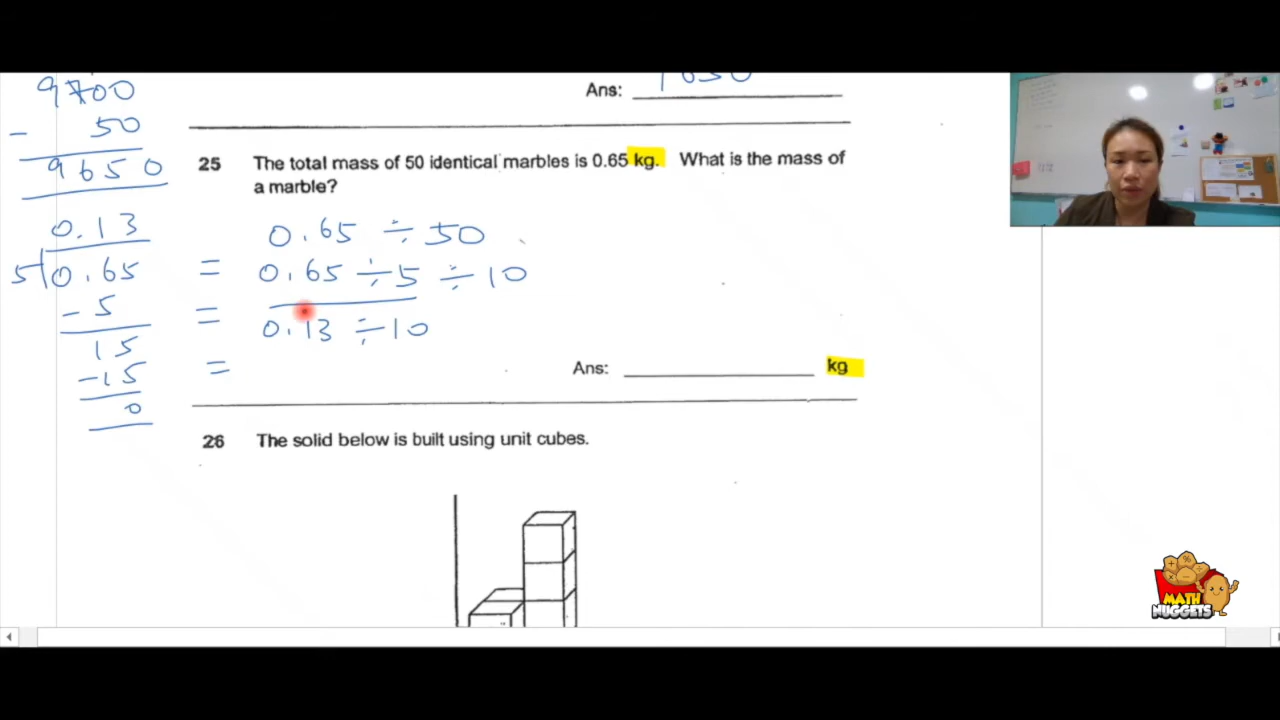 9700
- 50
9650
Ans: 9650
25 The total mass of 50 identical marbles is 0.65 kg. What is the mass of
a marble?
0.13
5 0.65
- 5
15
-15
0
0.65 ÷ 50
= 0.65 ÷ 5 ÷ 10
= 0.13 ÷ 10
=
Ans: kg
26 The solid below is built using unit cubes.
MATH
NUGGETS